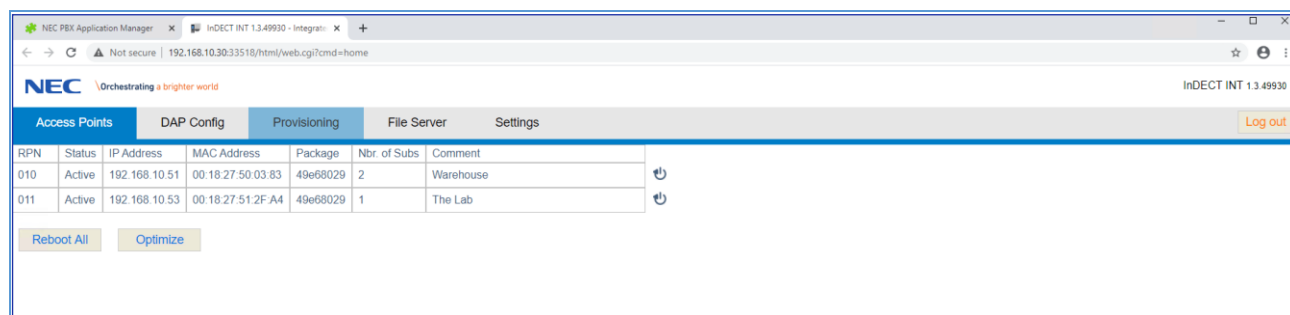 NEC PBX Application Manager x InDECT INT 1.3.49930 - Integrate x +
Not secure | 192.168.10.30:33518/html/web.cgi?cmd=home
NEC \Orchestrating a brighter world InDECT INT 1.3.49930
Access Points DAP Config Provisioning File Server Settings Log out
RPN Status IP Address MAC Address Package Nbr. of Subs Comment
010 Active 192.168.10.51 00:18:27:50:03:83 49e68029 2 Warehouse
011 Active 192.168.10.53 00:18:27:51:2F:A4 49e68029 1 The Lab
Reboot All Optimize